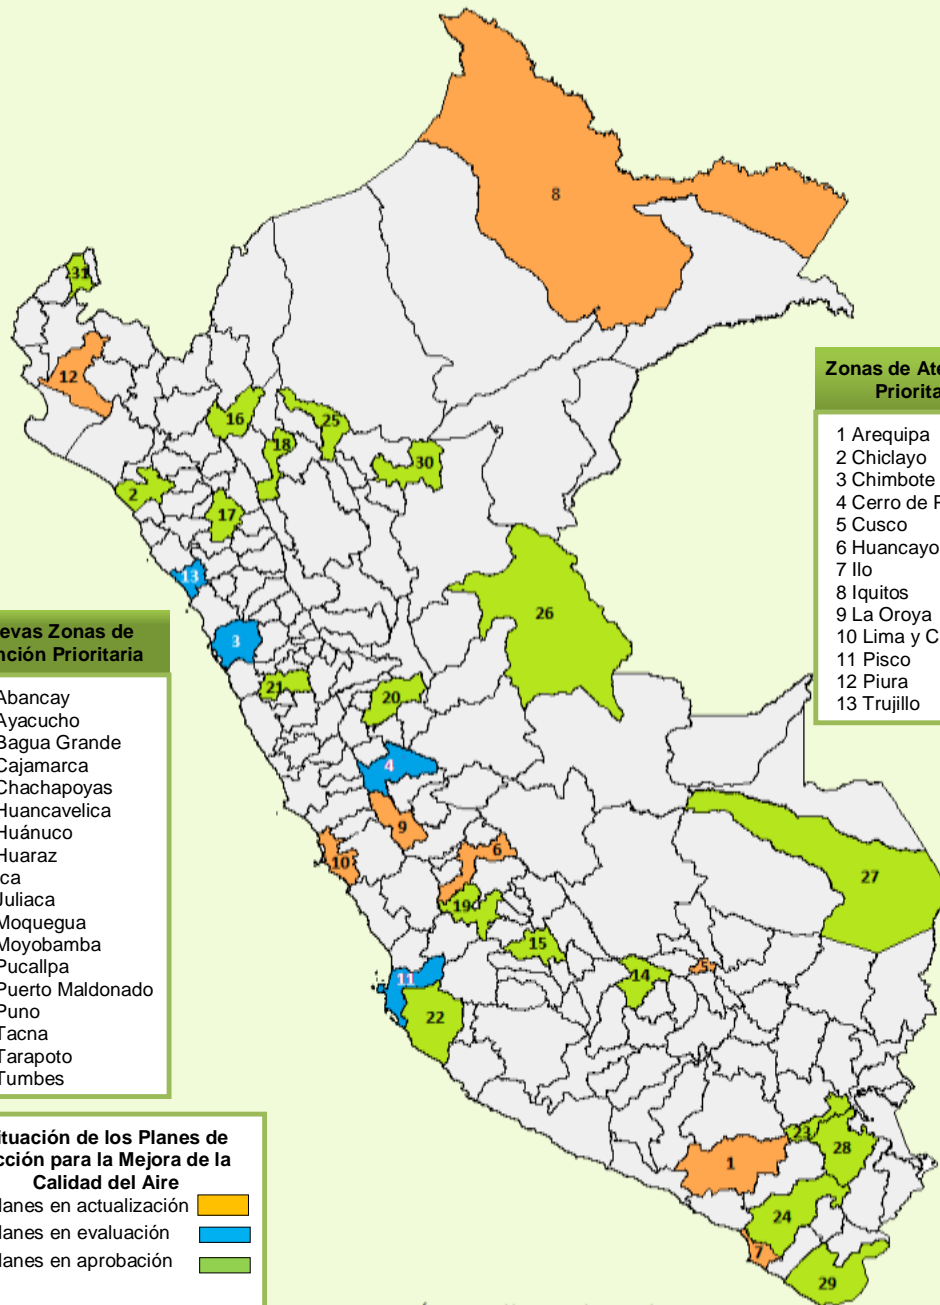 8
31
12
16
25
18
30
2
17
13
3
26
21
20
4
9
10
6
19
15
14
5
27
11
22
23
28
1
24
7
29
Zonas de Ate
Priorita
1 Arequipa
2 Chiclayo
3 Chimbote
4 Cerro de P
5 Cusco
6 Huancayo
7 Ilo
8 Iquitos
9 La Oroya
10 Lima y C
11 Pisco
12 Piura
13 Trujillo
evas Zonas de
nción Prioritaria
Abancay
Ayacucho
Bagua Grande
Cajamarca
Chachapoyas
Huancavelica
Huánuco
Huaraz
ca
Juliaca
Moquegua
Moyobamba
Pucallpa
Puerto Maldonado
Puno
Tacna
Tarapoto
Tumbes
ituación de los Planes de
cción para la Mejora de la
Calidad del Aire
lanes en actualización
lanes en evaluación
lanes en aprobación